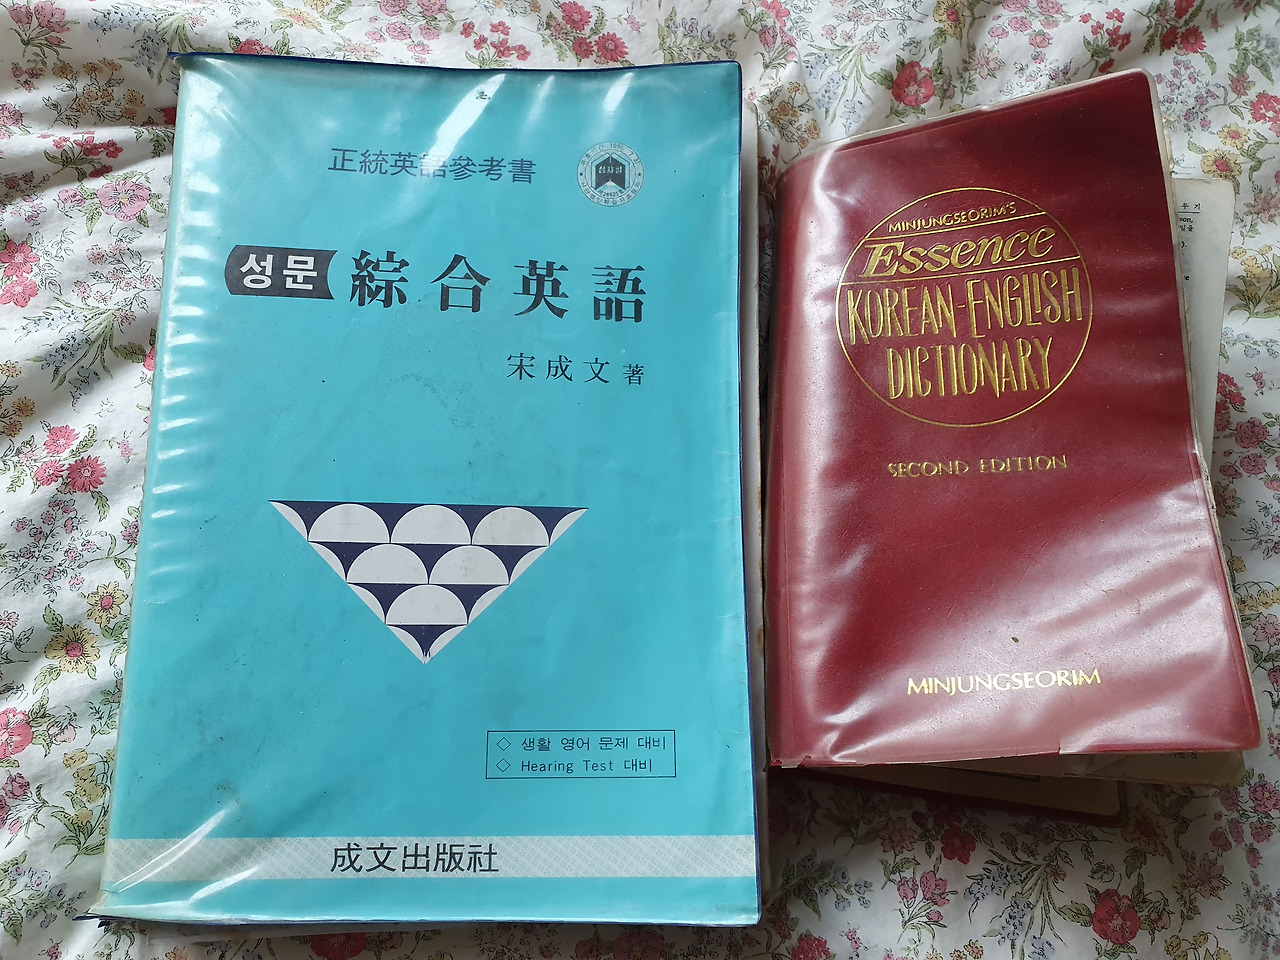 正統英語參考書
성문 綜合英語
宋成文 著
◇ 생활 영어 문제 대비
◇ Hearing Test 대비
成文出版社
MINJUNGSEORIM'S
Essence
KOREAN-ENGLISH
DICTIONARY
SECOND EDITION
MINJUNGSEORIM